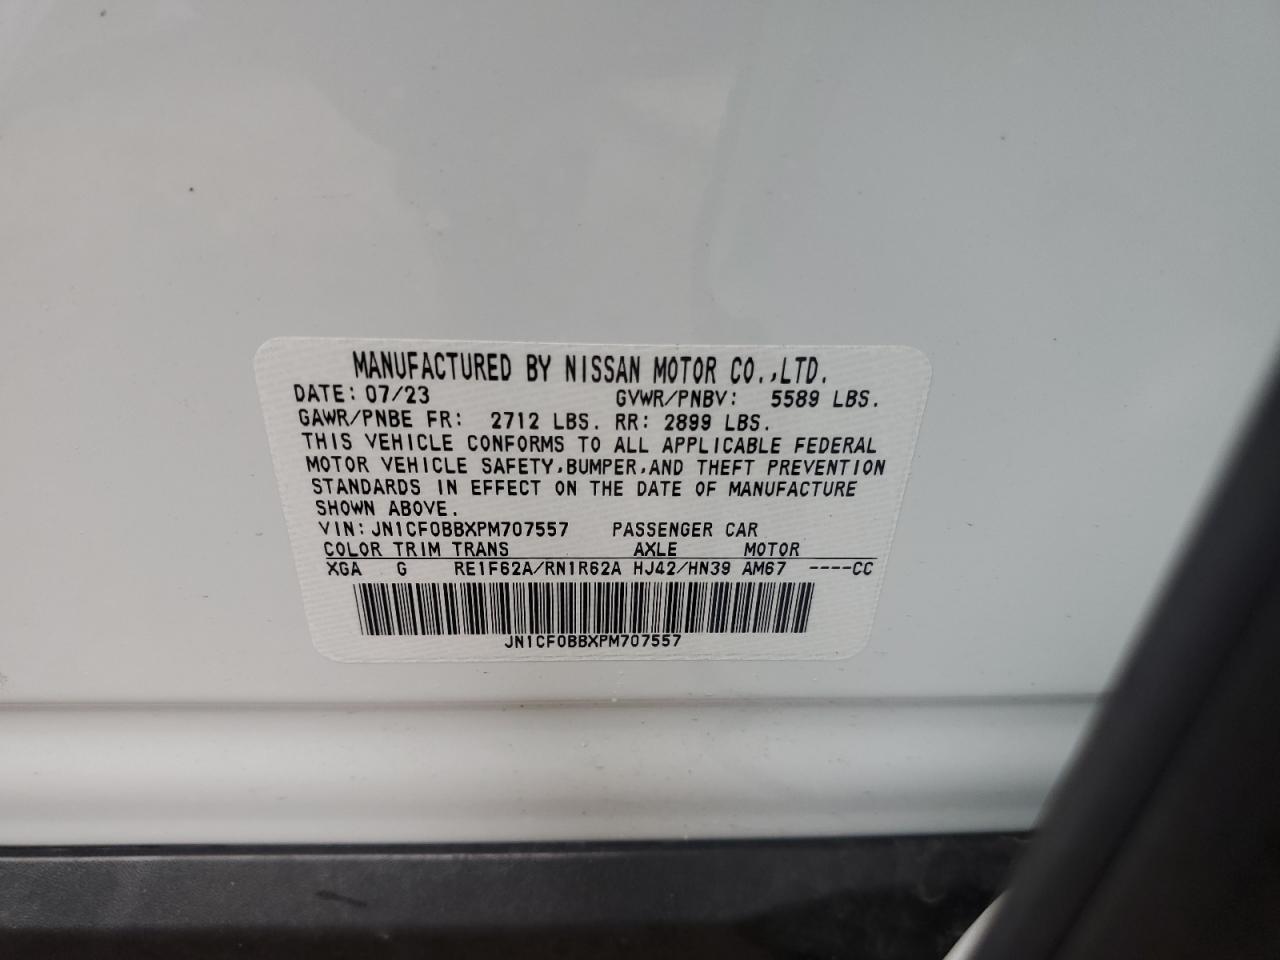 MANUFACTURED BY NISSAN MOTOR CO.,LTD.
DATE: 07/23 GVWR/PNBV: 5589 LBS.
GAWR/PNBE FR: 2712 LBS. RR: 2899 LBS.
THIS VEHICLE CONFORMS TO ALL APPLICABLE FEDERAL
MOTOR VEHICLE SAFETY,BUMPER,AND THEFT PREVENTION
STANDARDS IN EFFECT ON THE DATE OF MANUFACTURE
SHOWN ABOVE.
VIN: JN1CF0BBXPM707557 PASSENGER CAR
COLOR TRIM TRANS AXLE MOTOR
XGA G RE1F62A/RN1R62A HJ42/HN39 AM67 ----CC
JN1CF0BBXPM707557